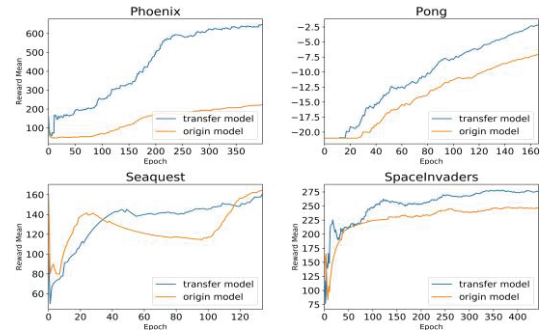 Phoenix
Reward Mean
600
500
400
300
200
100
0 50 100 150 200 250 300 350
Epoch
transfer model
origin model
Pong
Reward Mean
−2.5
−5.0
−7.5
−10.0
−12.5
−15.0
−17.5
−20.0
0 20 40 60 80 100 120 140 160
Epoch
transfer model
origin model
Seaquest
Reward Mean
160
140
120
100
80
60
0 20 40 60 80 100 120
Epoch
transfer model
origin model
SpaceInvaders
Reward Mean
275
250
225
200
175
150
125
100
75
0 50 100 150 200 250 300 350 400
Epoch
transfer model
origin model